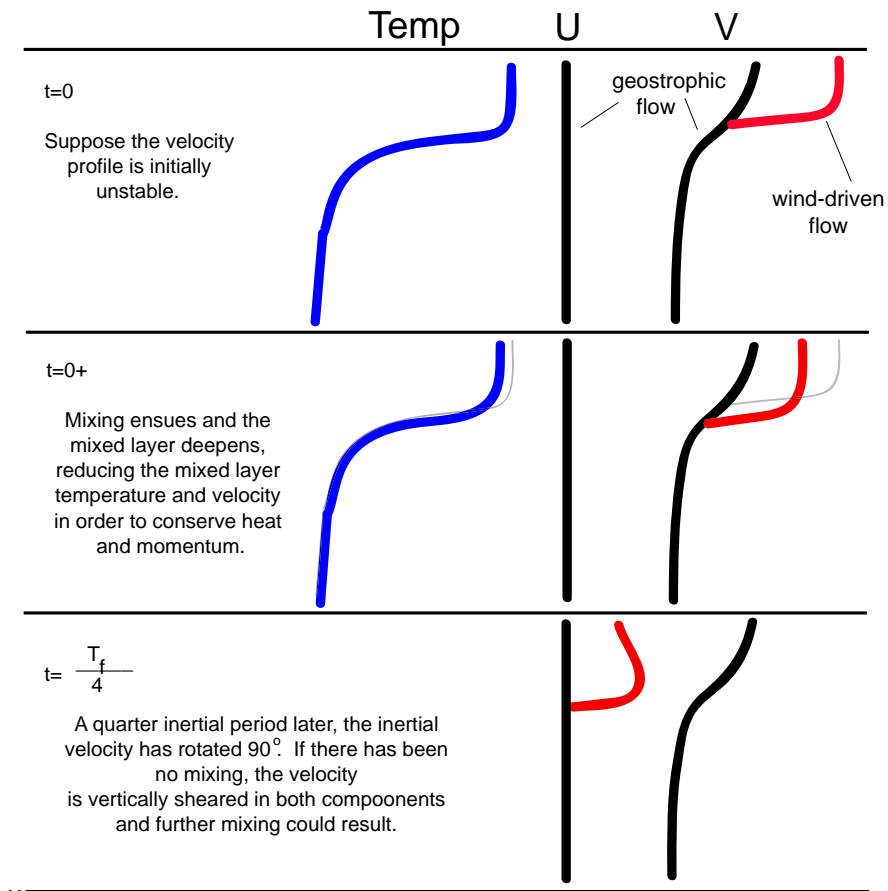 Temp U V
t=0
Suppose the velocity
profile is initially
unstable.
geostrophic
flow
wind-driven
flow
t=0+
Mixing ensues and the
mixed layer deepens,
reducing the mixed layer
temperature and velocity
in order to conserve heat
and momentum.
t= Tf
4
A quarter inertial period later, the inertial
velocity has rotated 90°. If there has been
no mixing, the velocity
is vertically sheared in both compoonents
and further mixing could result.